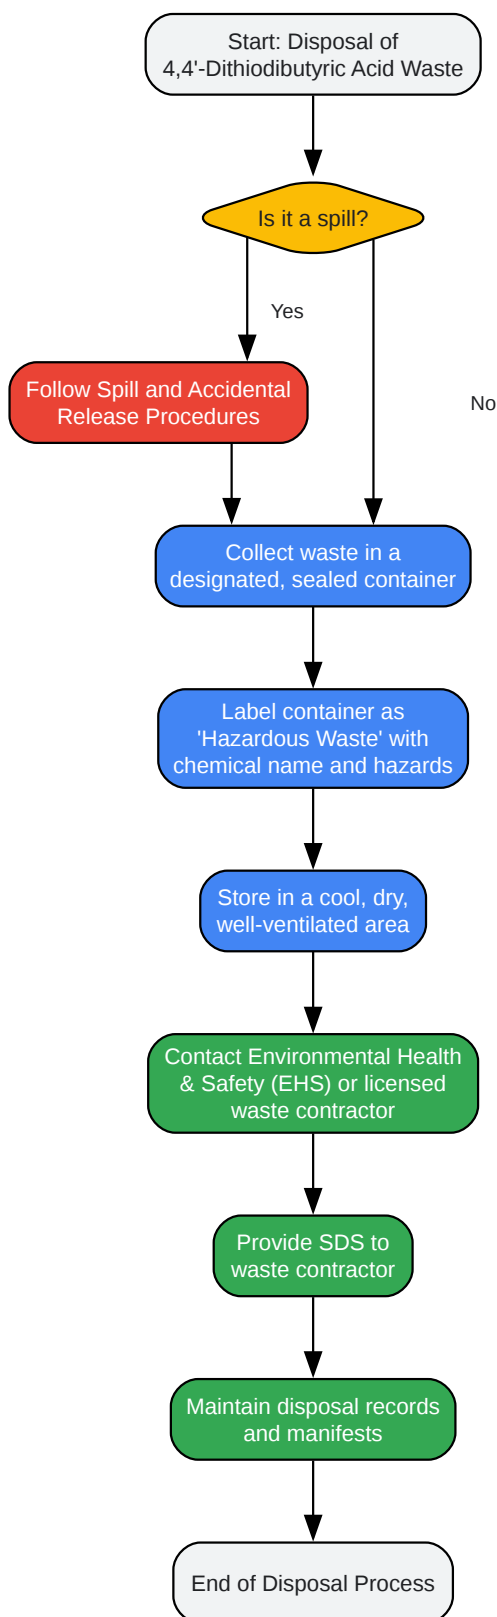 Start: Disposal of
4,4'-Dithiodibutyric Acid Waste
Is it a spill?
Yes
Follow Spill and Accidental
Release Procedures
No
Collect waste in a
designated, sealed container
Label container as
'Hazardous Waste' with
chemical name and hazards
Store in a cool, dry,
well-ventilated area
Contact Environmental Health
& Safety (EHS) or licensed
waste contractor
Provide SDS to
waste contractor
Maintain disposal records
and manifests
End of Disposal Process